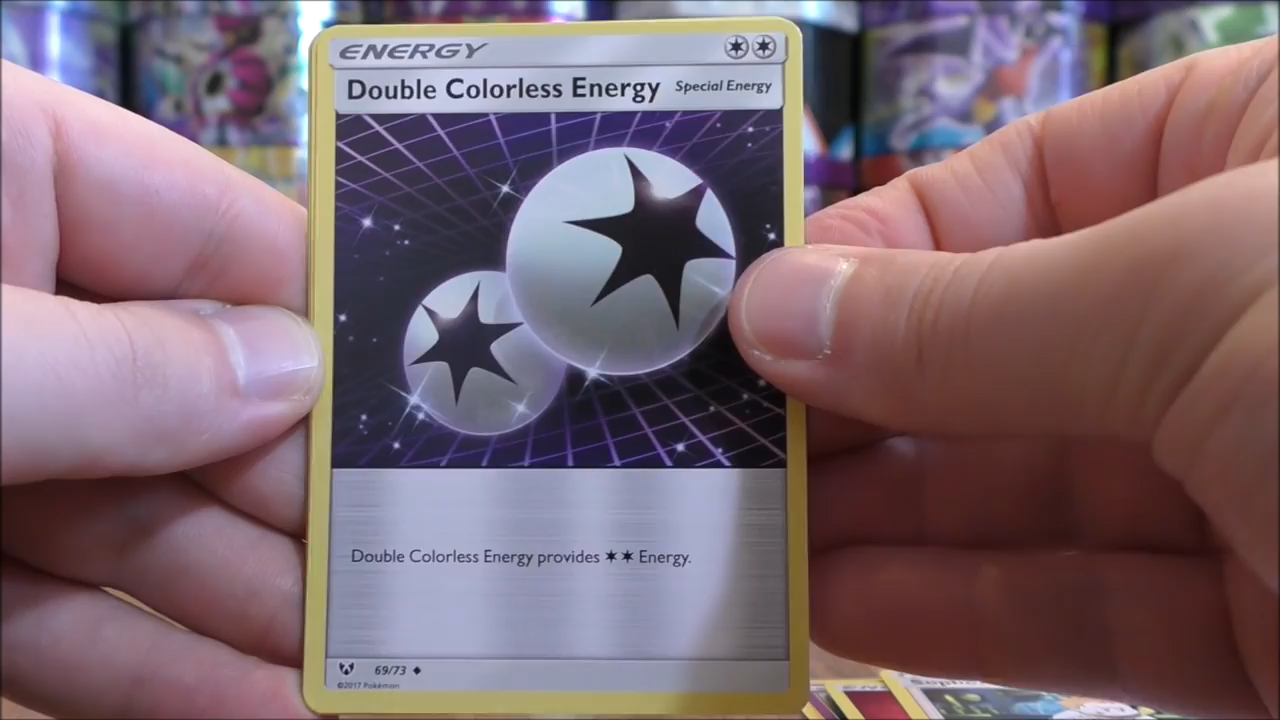 ENERGY
Double Colorless Energy Special Energy
Double Colorless Energy provides ✶✶ Energy.
69/73 ◆
©2017 Pokémon